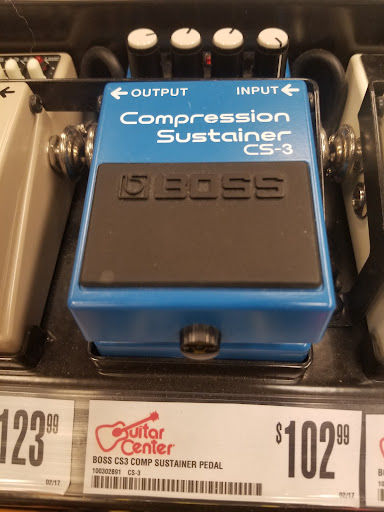 ←OUTPUT INPUT←
Compression
Sustainer
CS-3
BOSS
123 99
02/17
Guitar
Center
$102 99
BOSS CS3 COMP SUSTAINER PEDAL
100302891 CS-3
02/17